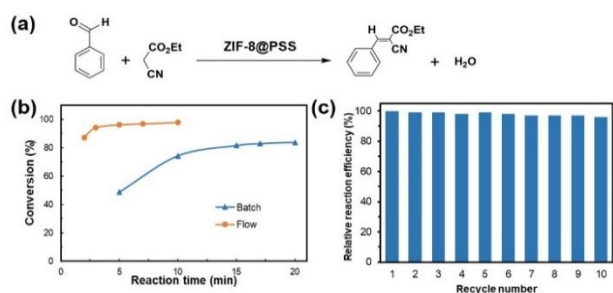 (a)
O
H
+
CO₂Et
CN
ZIF-8@PSS
H
CO₂Et
CN
+
H₂O
(b)
Conversion (%)
100
80
60
40
20
0
Batch
Flow
0 5 10 15 20
Reaction time (min)
(c)
Relative reaction efficiency (%)
100
80
60
40
20
0
1 2 3 4 5 6 7 8 9 10
Recycle number